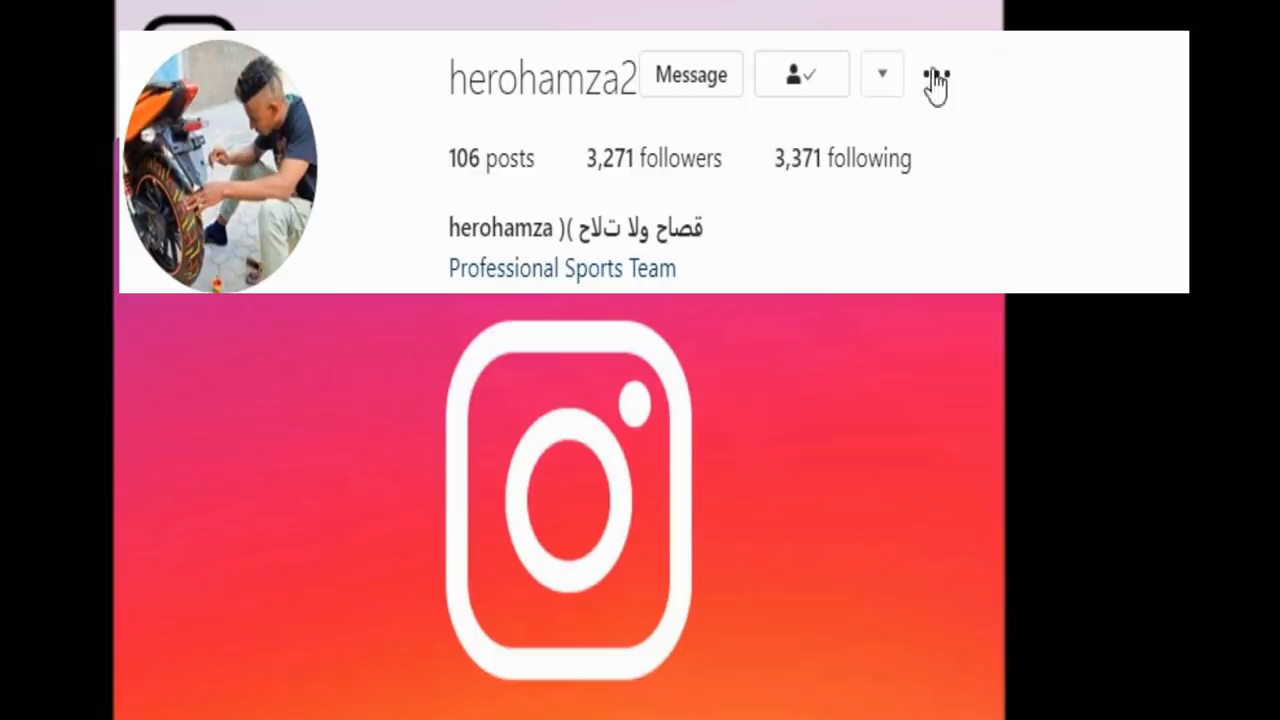 herohamza2 Message
106 posts 3,271 followers 3,371 following
herohamza )( قصاح ولا تلاح
Professional Sports Team